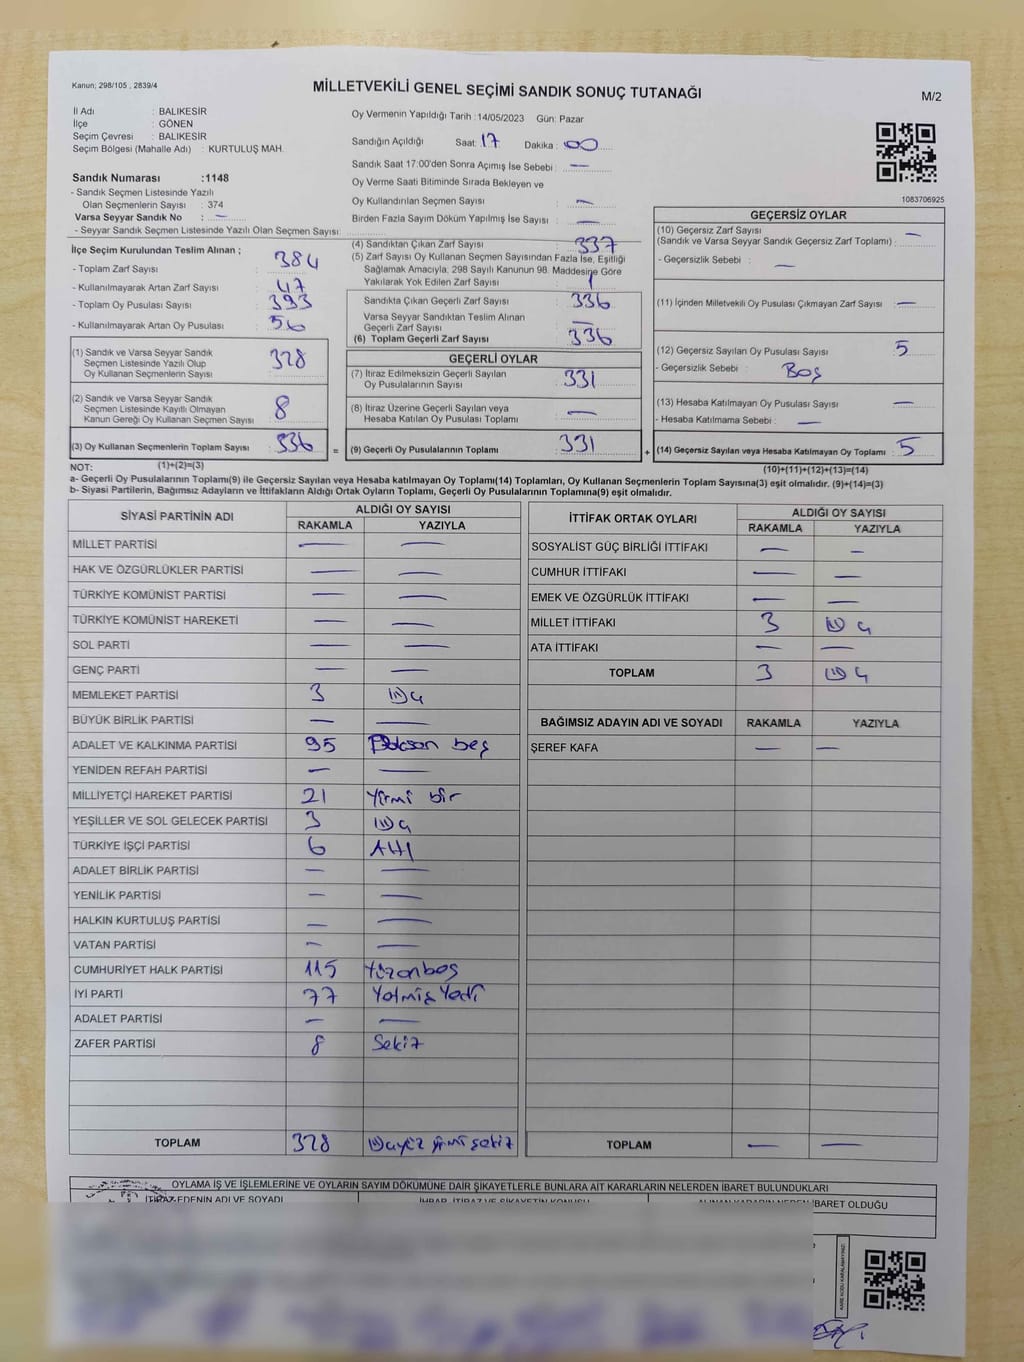 Kanun; 298/105 , 2839/4
MİLLETVEKİLİ GENEL SEÇİMİ SANDIK SONUÇ TUTANAĞI
M/2
İl Adı : BALIKESİR
İlçe : GÖNEN
Seçim Çevresi : BALIKESİR
Seçim Bölgesi (Mahalle Adı) : KURTULUŞ MAH.
Sandık Numarası :1148
- Sandık Seçmen Listesinde Yazılı
Olan Seçmenlerin Sayısı : 374
Varsa Seyyar Sandık No : —
- Seyyar Sandık Seçmen Listesinde Yazılı Olan Seçmen Sayısı:
Oy Vermenin Yapıldığı Tarih :14/05/2023 Gün: Pazar
Sandığın Açıldığı Saat: 17 Dakika: 00
Sandık Saat 17:00'den Sonra Açımış İse Sebebi : —
Oy Verme Saati Bitiminde Sırada Bekleyen ve
Oy Kullandırılan Seçmen Sayısı : —
Birden Fazla Sayım Döküm Yapılmış İse Sayısı : —
1083706925
İlçe Seçim Kurulundan Teslim Alınan ;
- Toplam Zarf Sayısı : 384
- Kullanılmayarak Artan Zarf Sayısı : 47
- Toplam Oy Pusulası Sayısı : 393
- Kullanılmayarak Artan Oy Pusulası : 56
(1) Sandık ve Varsa Seyyar Sandık
Seçmen Listesinde Yazılı Olup
Oy Kullanan Seçmenlerin Sayısı : 328
(2) Sandık ve Varsa Seyyar Sandık
Seçmen Listesinde Kayıtlı Olmayan
Kanun Gereği Oy Kullanan Seçmen Sayısı : 8
(3) Oy Kullanan Seçmenlerin Toplam Sayısı : 336
(4) Sandıktan Çıkan Zarf Sayısı : 337
(5) Zarf Sayısı Oy Kullanan Seçmen Sayısından Fazla İse, Eşitliği
Sağlamak Amacıyla; 298 Sayılı Kanunun 98. Maddesine Göre
Yakılarak Yok Edilen Zarf Sayısı : 1
Sandıkta Çıkan Geçerli Zarf Sayısı : 336
Varsa Seyyar Sandıktan Teslim Alınan
Geçerli Zarf Sayısı : —
(6) Toplam Geçerli Zarf Sayısı : 336
GEÇERLİ OYLAR
(7) İtiraz Edilmeksizin Geçerli Sayılan
Oy Pusulalarının Sayısı : 331
(8) İtiraz Üzerine Geçerli Sayılan veya
Hesaba Katılan Oy Pusulası Toplamı : —
= (9) Geçerli Oy Pusulalarının Toplamı : 331
GEÇERSİZ OYLAR
(10) Geçersiz Zarf Sayısı : —
(Sandık ve Varsa Seyyar Sandık Geçersiz Zarf Toplamı) :
- Geçersizlik Sebebi : —
(11) İçinden Milletvekili Oy Pusulası Çıkmayan Zarf Sayısı : —
(12) Geçersiz Sayılan Oy Pusulası Sayısı : 5
- Geçersizlik Sebebi : Boş
(13) Hesaba Katılmayan Oy Pusulası Sayısı : —
- Hesaba Katılmama Sebebi : —
+ (14) Geçersiz Sayılan veya Hesaba Katılmayan Oy Toplamı : 5
NOT: (1)+(2)=(3)
(10)+(11)+(12)+(13)=(14)
a- Geçerli Oy Pusulalarının Toplamı(9) ile Geçersiz Sayılan veya Hesaba katılmayan Oy Toplamı(14) Toplamları, Oy Kullanan Seçmenlerin Toplam Sayısına(3) eşit olmalıdır. (9)+(14)=(3)
b- Siyasi Partilerin, Bağımsız Adayların ve İttifakların Aldığı Ortak Oyların Toplamı, Geçerli Oy Pusulalarının Toplamına(9) eşit olmalıdır.
SİYASİ PARTİNİN ADI ALDIĞI OY SAYISI
RAKAMLA YAZIYLA
MİLLET PARTİSİ — —
HAK VE ÖZGÜRLÜKLER PARTİSİ — —
TÜRKİYE KOMÜNİST PARTİSİ — —
TÜRKİYE KOMÜNİST HAREKETİ — —
SOL PARTİ — —
GENÇ PARTİ — —
MEMLEKET PARTİSİ 3
BÜYÜK BİRLİK PARTİSİ — —
ADALET VE KALKINMA PARTİSİ 95 beş
YENİDEN REFAH PARTİSİ — —
MİLLİYETÇİ HAREKET PARTİSİ 21 Yirmi bir
YEŞİLLER VE SOL GELECEK PARTİSİ 3
TÜRKİYE İŞÇİ PARTİSİ 6 Altı
ADALET BİRLİK PARTİSİ — —
YENİLİK PARTİSİ — —
HALKIN KURTULUŞ PARTİSİ — —
VATAN PARTİSİ — —
CUMHURİYET HALK PARTİSİ 115 Yüzonbeş
İYİ PARTİ 77 Yetmiş Yedi
ADALET PARTİSİ — —
ZAFER PARTİSİ 8 Sekiz
TOPLAM 328 yirmi sekiz
İTTİFAK ORTAK OYLARI ALDIĞI OY SAYISI
RAKAMLA YAZIYLA
SOSYALİST GÜÇ BİRLİĞİ İTTİFAKI — —
CUMHUR İTTİFAKI — —
EMEK VE ÖZGÜRLÜK İTTİFAKI — —
MİLLET İTTİFAKI 3
ATA İTTİFAKI — —
TOPLAM 3
BAĞIMSIZ ADAYIN ADI VE SOYADI RAKAMLA YAZIYLA
ŞEREF KAFA — —
TOPLAM — —
OYLAMA İŞ VE İŞLEMLERİNE VE OYLARIN SAYIM DÖKÜMÜNE DAİR ŞİKAYETLERLE BUNLARA AİT KARARLARIN NELERDEN İBARET BULUNDUKLARI
İTİRAZ EDENİN ADI VE SOYADI
İBARET OLDUĞU